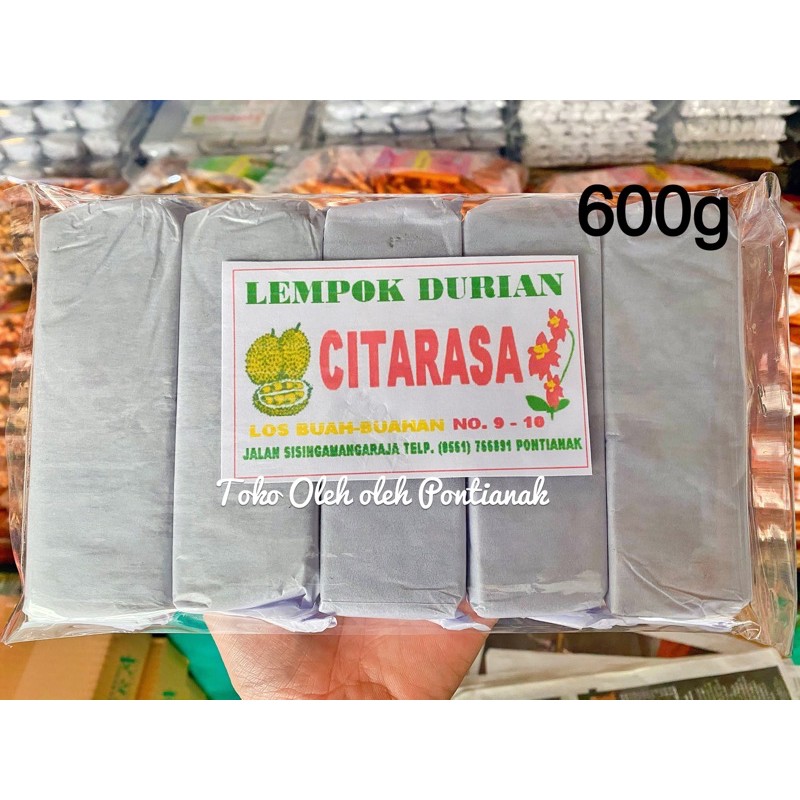 600g
LEMPOK DURIAN
CITARASA
LOS BUAH-BUAHAN NO. 9 - 10
JALAN SISINGAMANGARAJA TELP. (0561) 766891 PONTIANAK
Toko Oleh oleh Pontianak